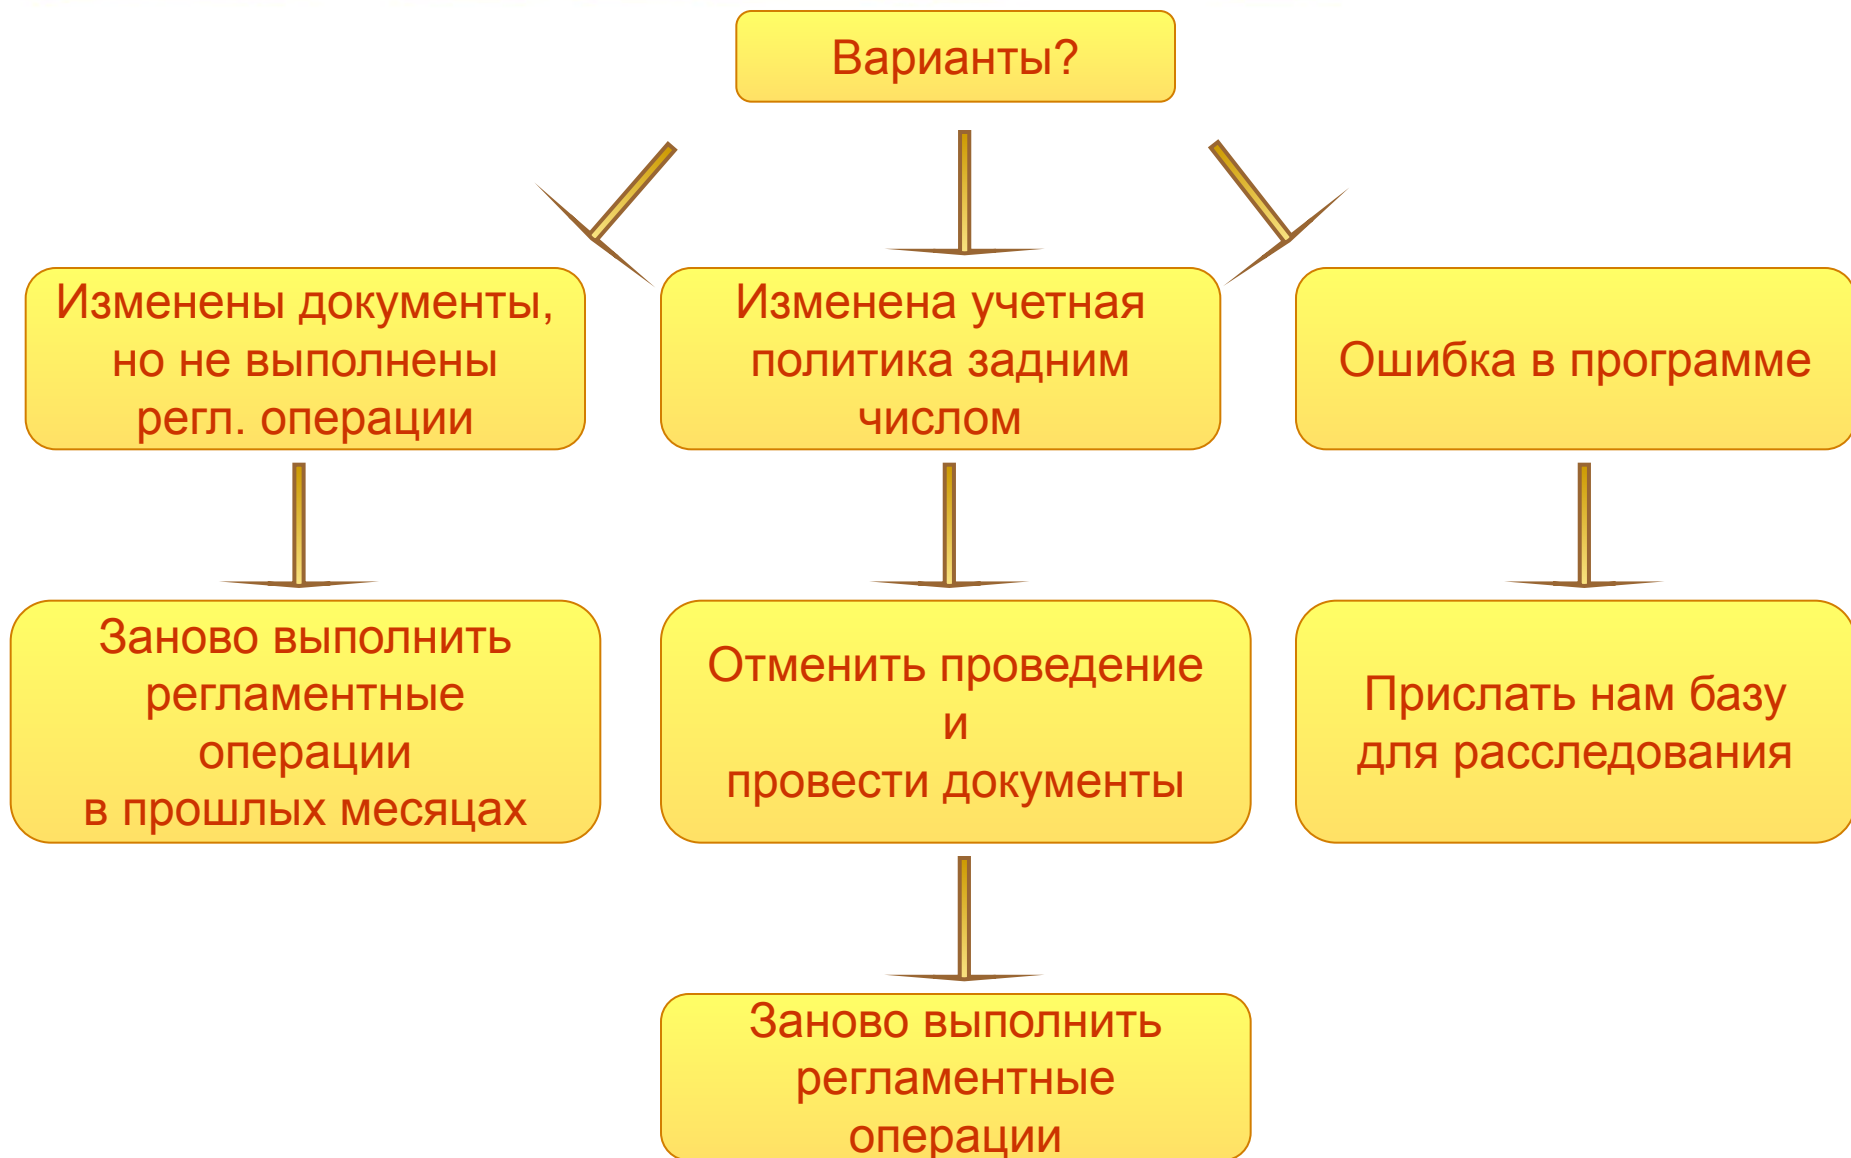 Варианты?
Изменены документы,
но не выполнены
регл. операции
Изменена учетная
политика задним
числом
Ошибка в программе
Заново выполнить
регламентные
операции
в прошлых месяцах
Отменить проведение
и
провести документы
Прислать нам базу
для расследования
Заново выполнить
регламентные
операции